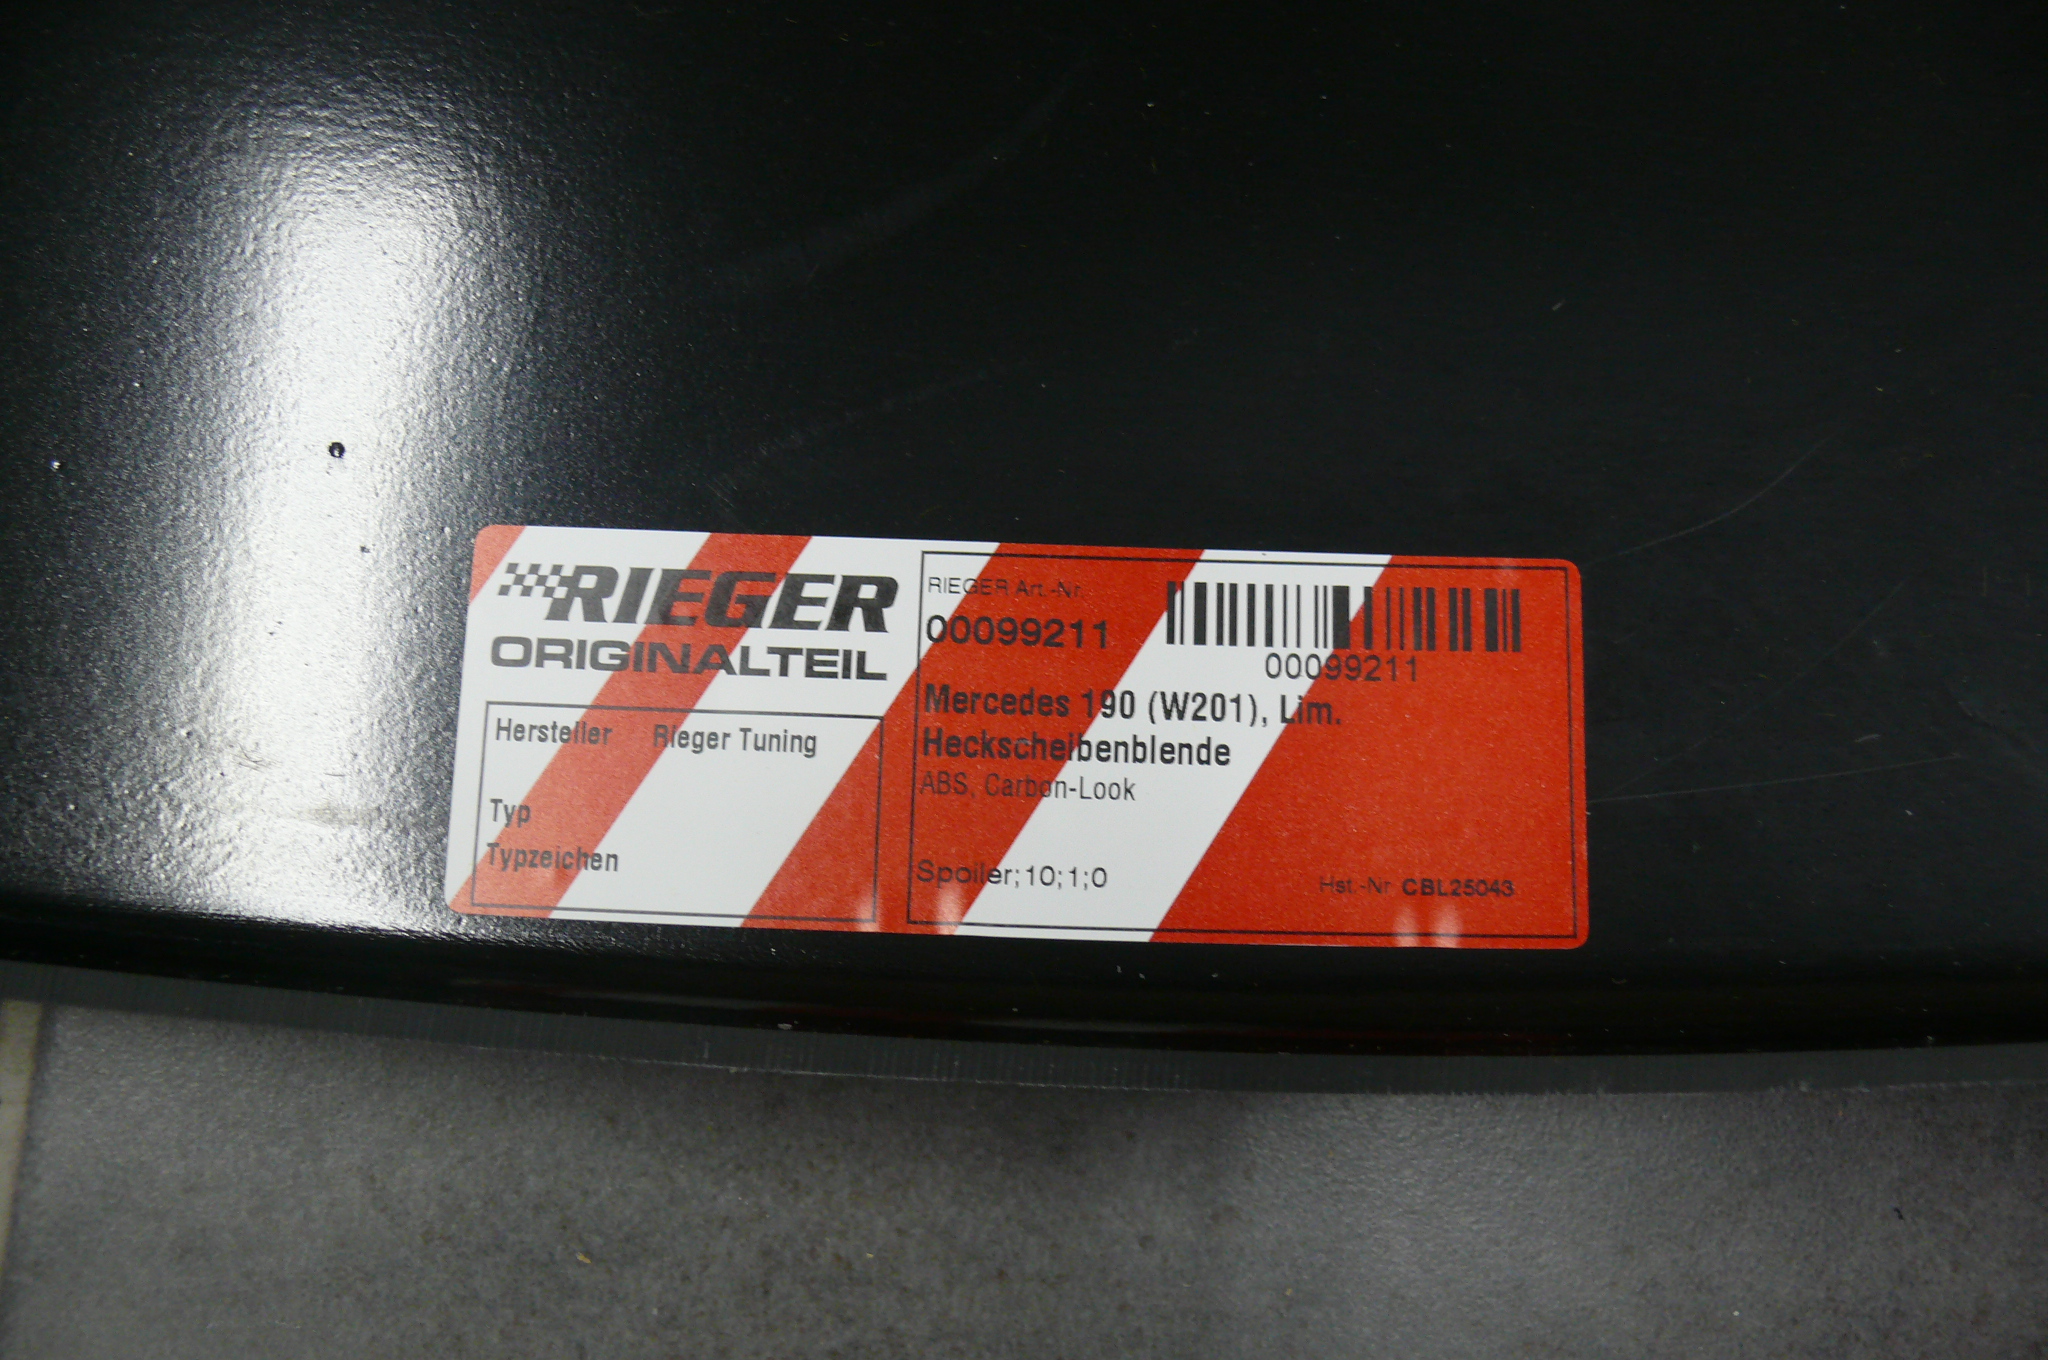 RIEGER
ORIGINALTEIL
Hersteller Rieger Tuning
Typ
Typzeichen
RIEGER Art.-Nr.
00099211
00099211
Mercedes 190 (W201), Lim.
Heckscheibenblende
ABS, Carbon-Look
Spoiler;10;1;0
Hst.-Nr. CBL25043